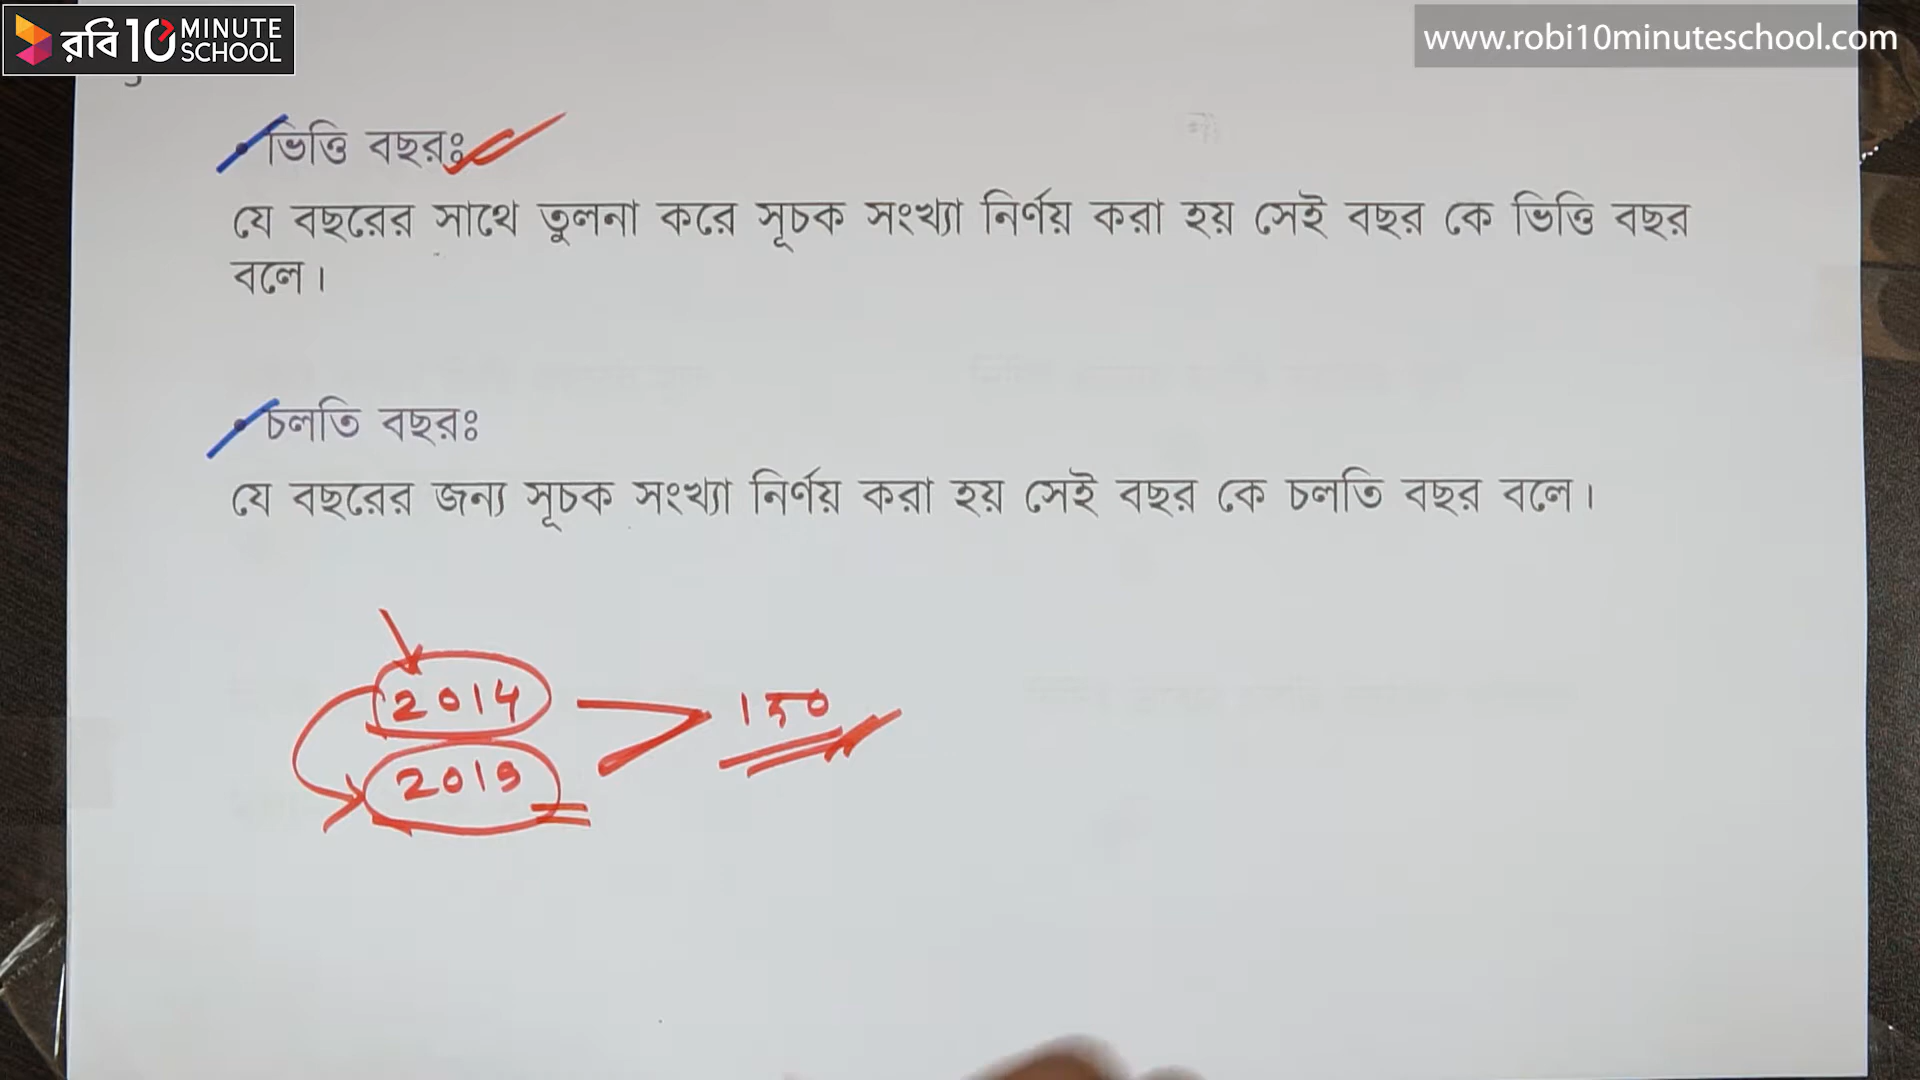 রবি 10 MINUTE SCHOOL
www.robi10minuteschool.com
ভিত্তি বছরঃ
যে বছরের সাথে তুলনা করে সূচক সংখ্যা নির্ণয় করা হয় সেই বছর কে ভিত্তি বছর
বলে।
চলতি বছরঃ
যে বছরের জন্য সূচক সংখ্যা নির্ণয় করা হয় সেই বছর কে চলতি বছর বলে।
2014
150
2019